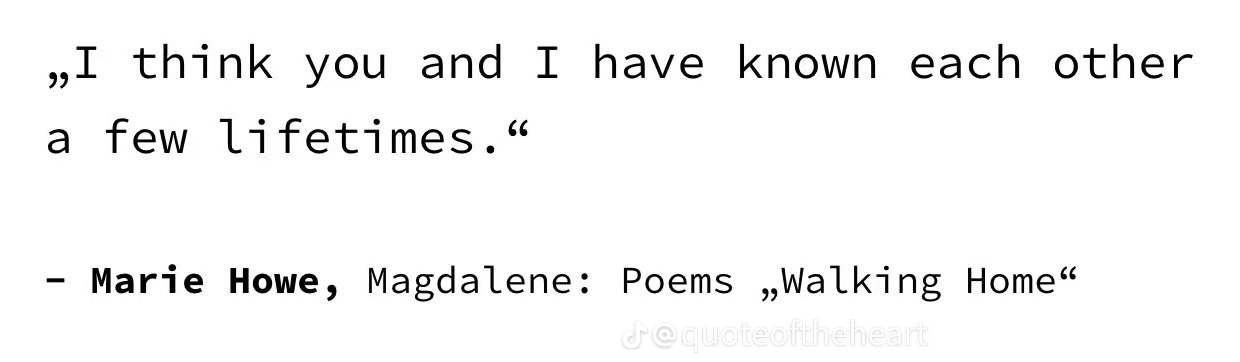 „I think you and I have known each other
a few lifetimes.“
– Marie Howe, Magdalene: Poems „Walking Home“
@quoteoftheheart